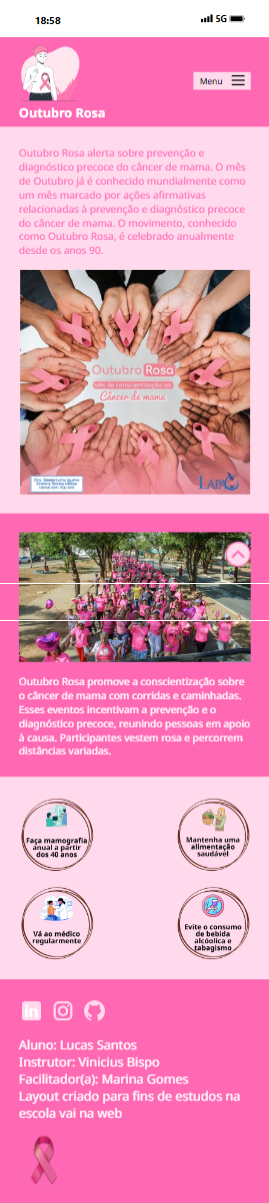 18:58
5G
Menu
Outubro Rosa
Outubro Rosa alerta sobre prevenção e
diagnóstico precoce do câncer de mama. O mês
de Outubro já é conhecido mundialmente como
um mês marcado por ações afirmativas
relacionadas à prevenção e diagnóstico precoce
do câncer de mama. O movimento, conhecido
como Outubro Rosa, é celebrado anualmente
desde os anos 90.
Outubro Rosa
Mês de conscientização ao
Câncer de mama
Outubro Rosa promove a conscientização sobre
o câncer de mama com corridas e caminhadas.
Esses eventos incentivam a prevenção e o
diagnóstico precoce, reunindo pessoas em apoio
à causa. Participantes vestem rosa e percorrem
distâncias variadas.
Faça mamografia
anual a partir
dos 40 anos
Mantenha uma
alimentação
saudável
Vá ao médico
regularmente
Evite o consumo
de bebida
alcóolica e
tabagismo
in
Aluno: Lucas Santos
Instrutor: Vinicius Bispo
Facilitador(a): Marina Gomes
Layout criado para fins de estudos na
escola vai na web